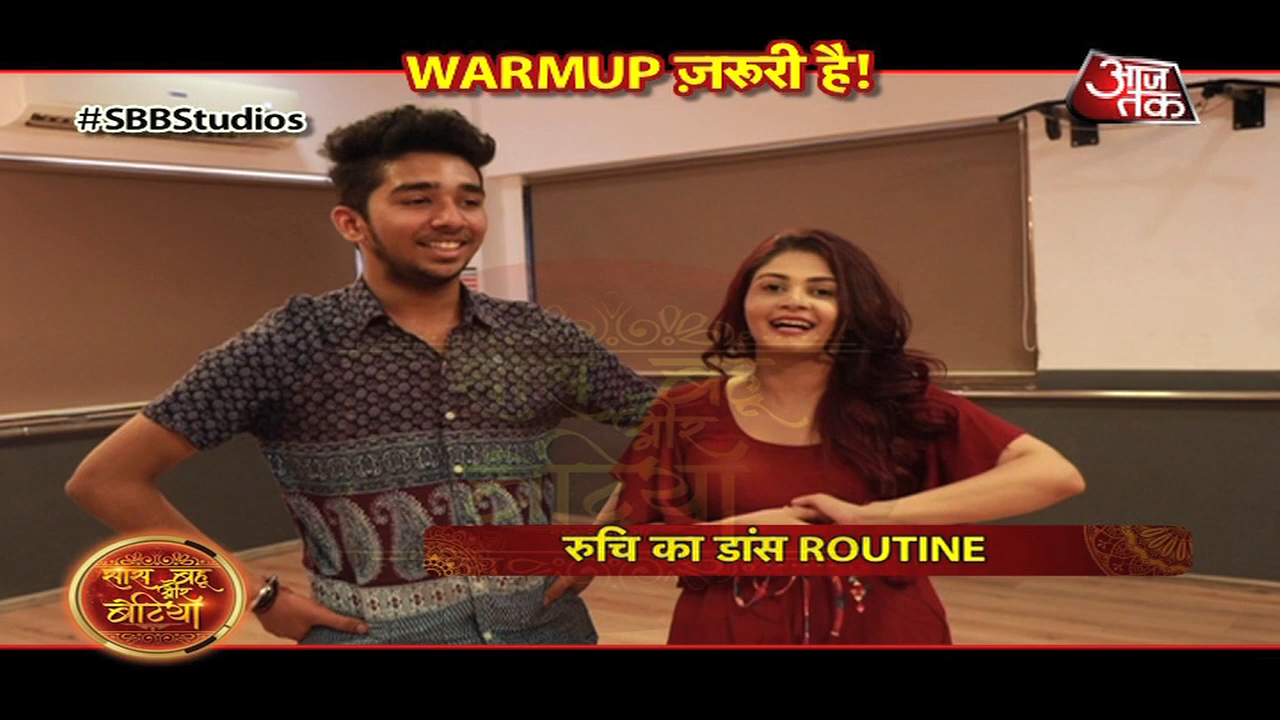 WARMUP ज़रूरी है!
#SBBStudios
आज
तक
रुचि का डांस ROUTINE
सास बहू
और
बेटियाँ